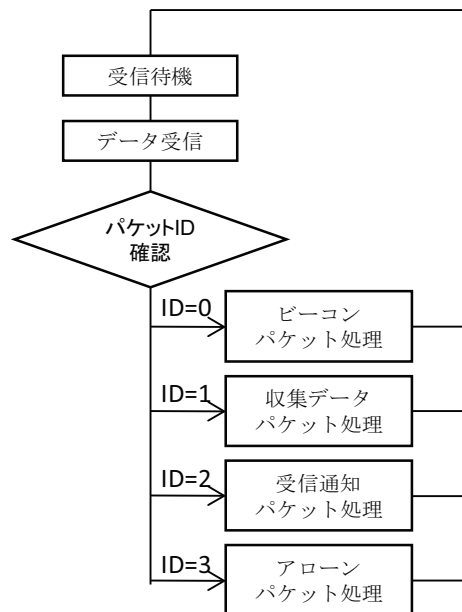 受信待機
データ受信
パケットID
確認
ID=0
ビーコン
パケット処理
ID=1
収集データ
パケット処理
ID=2
受信通知
パケット処理
ID=3
アローン
パケット処理